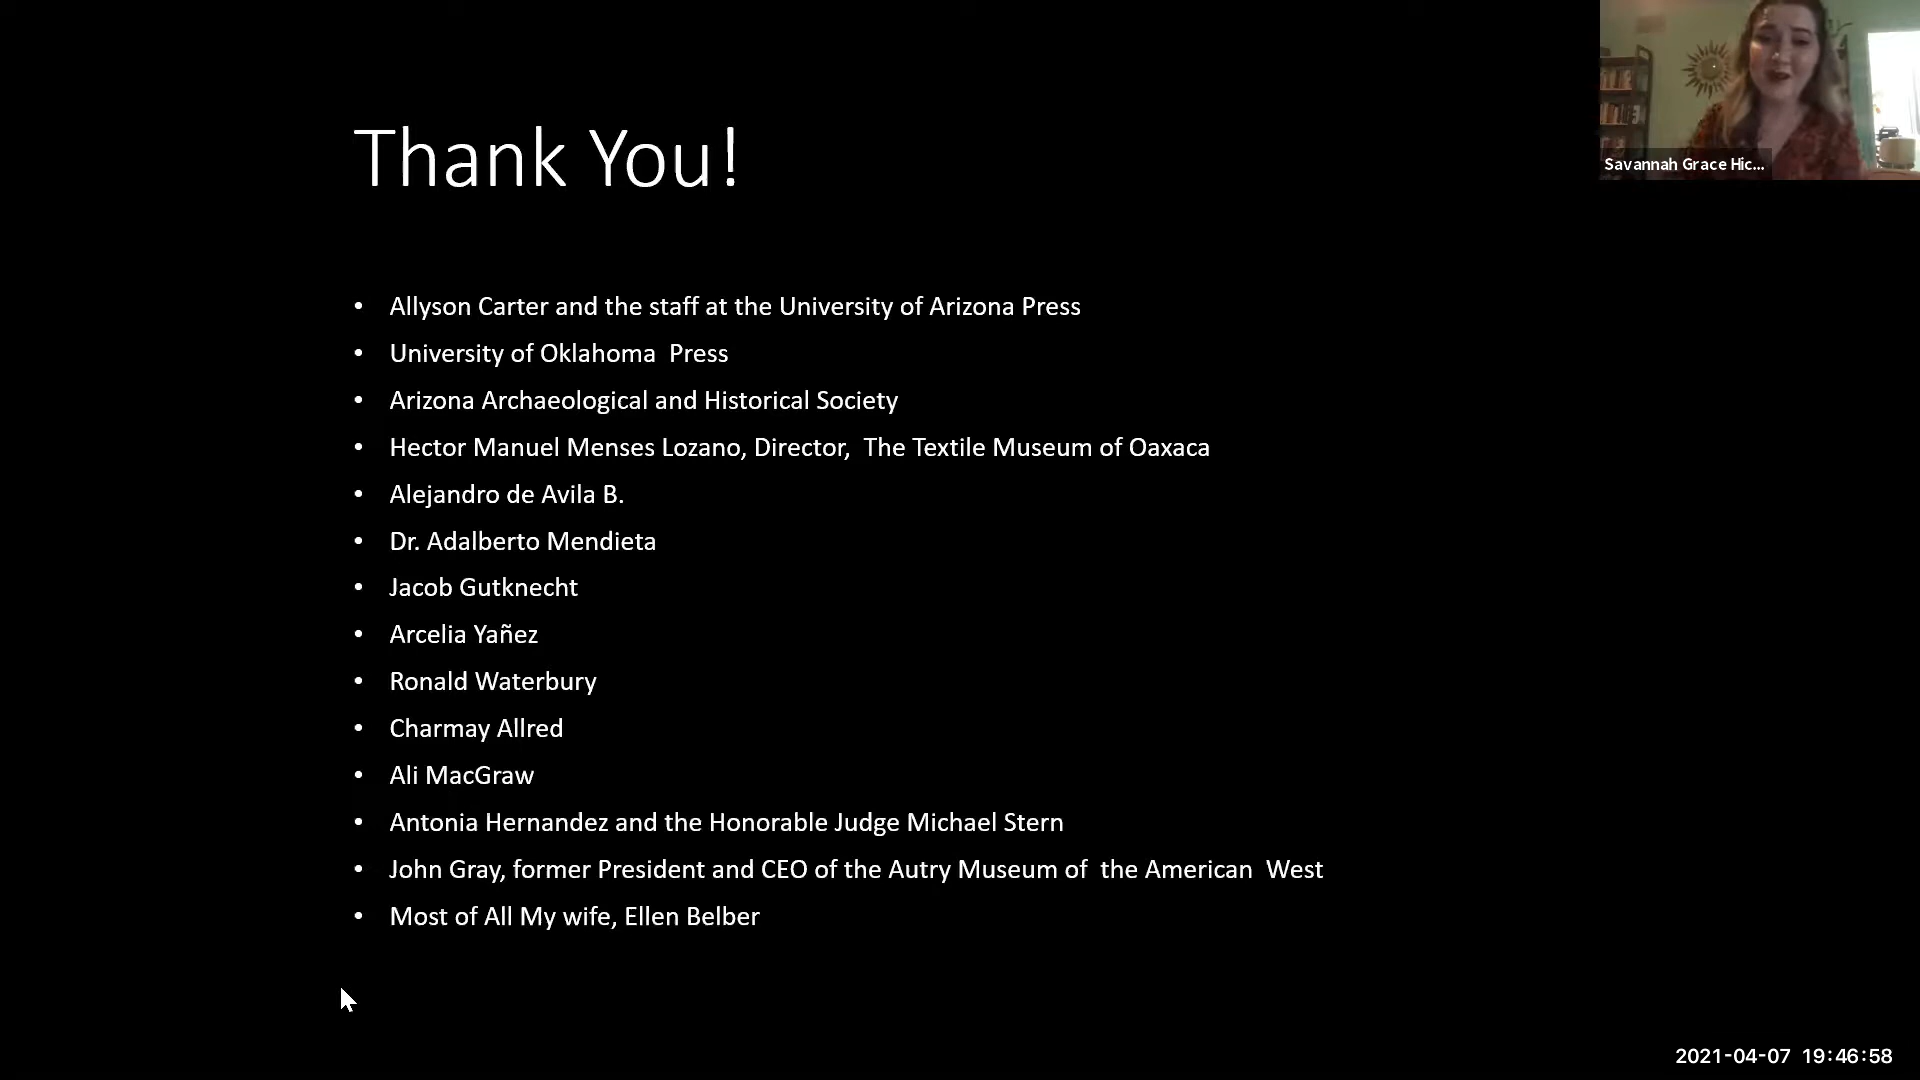 Thank You!
Savannah Grace Hic...
• Allyson Carter and the staff at the University of Arizona Press
• University of Oklahoma  Press
• Arizona Archaeological and Historical Society
• Hector Manuel Menses Lozano, Director,  The Textile Museum of Oaxaca
• Alejandro de Avila B.
• Dr. Adalberto Mendieta
• Jacob Gutknecht
• Arcelia Yañez
• Ronald Waterbury
• Charmay Allred
• Ali MacGraw
• Antonia Hernandez and the Honorable Judge Michael Stern
• John Gray, former President and CEO of the Autry Museum of  the American  West
• Most of All My wife, Ellen Belber
2021-04-07 19:46:58